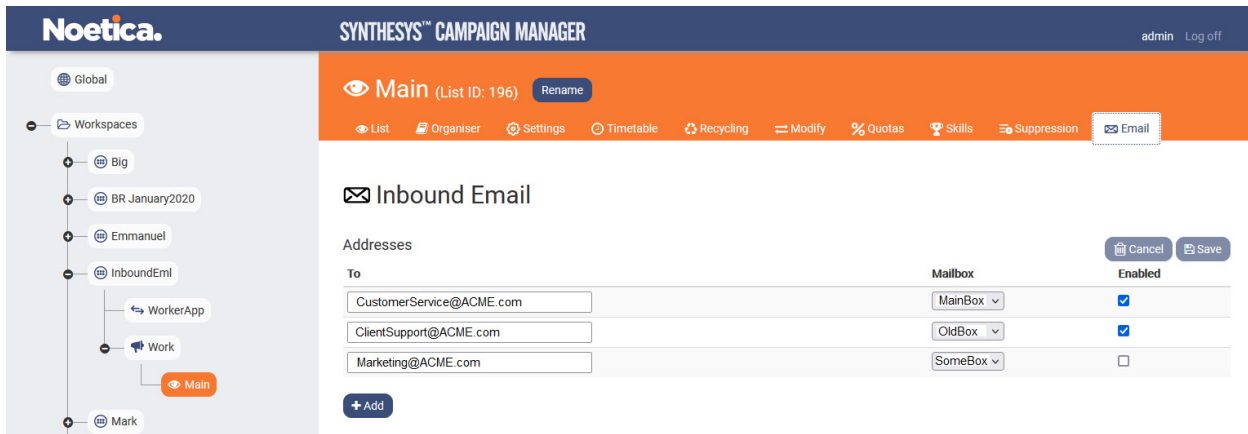 Noetica.
SYNTHESYS™ CAMPAIGN MANAGER
admin Log off
Global
Workspaces
Big
BR January2020
Emmanuel
InboundEml
WorkerApp
Work
Main
Mark
Main (List ID: 196) Rename
List Organiser Settings Timetable Recycling Modify Quotas Skills Suppression Email
Inbound Email
Addresses
Cancel Save
To Mailbox Enabled
CustomerService@ACME.com MainBox
ClientSupport@ACME.com OldBox
Marketing@ACME.com SomeBox
+ Add